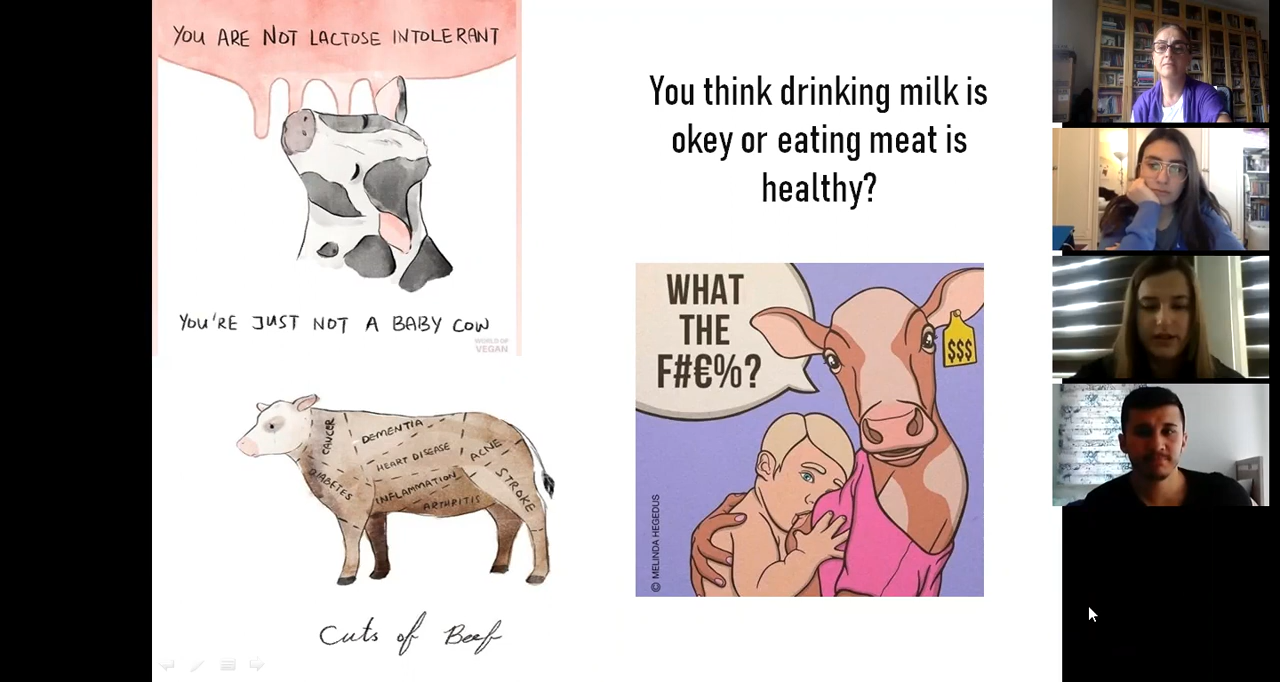 YOU ARE NOT LACTOSE INTOLERANT
YOU'RE JUST NOT A BABY COW
WORLD OF
VEGAN
You think drinking milk is
okey or eating meat is
healthy?
WHAT
THE
F#€%?
$$$
© MELINDA HEGEDUS
CANCER
DEMENTIA
HEART DISEASE
ACNE
DIABETES
INFLAMMATION
STROKE
ARTHRITIS
Cuts of Beef